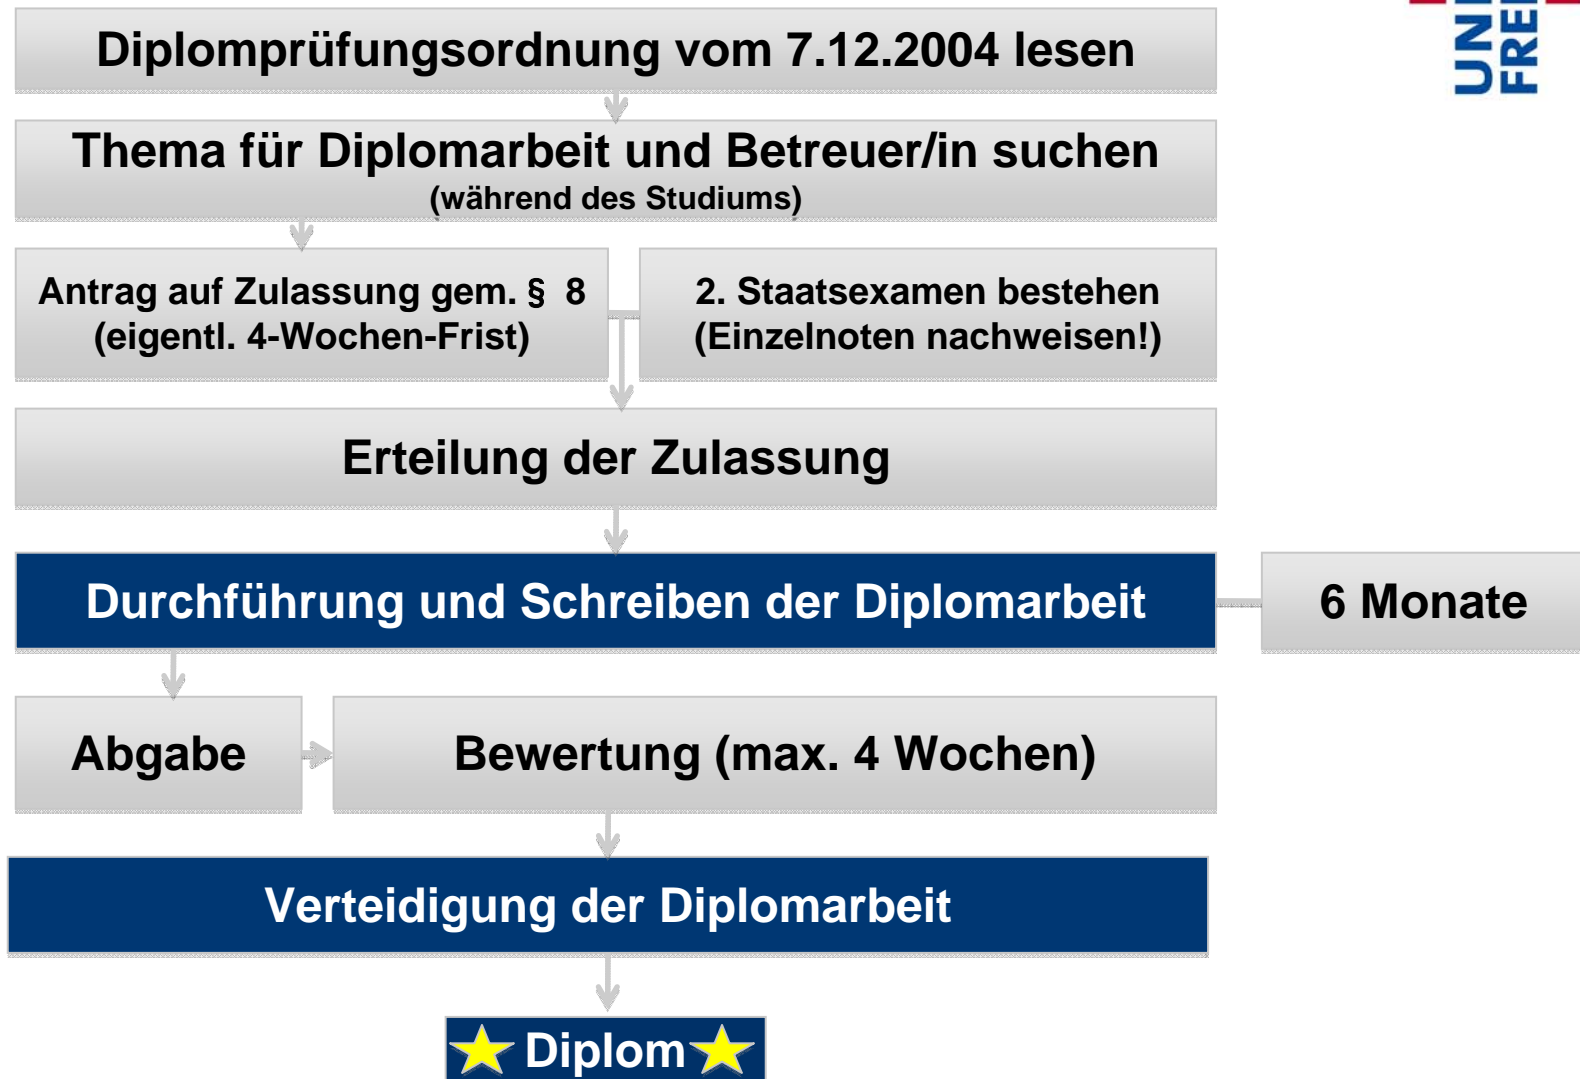 UNI
FREI
Diplomprüfungsordnung vom 7.12.2004 lesen
Thema für Diplomarbeit und Betreuer/in suchen
(während des Studiums)
Antrag auf Zulassung gem. § 8
(eigentl. 4-Wochen-Frist)
2. Staatsexamen bestehen
(Einzelnoten nachweisen!)
Erteilung der Zulassung
Durchführung und Schreiben der Diplomarbeit
6 Monate
Abgabe
Bewertung (max. 4 Wochen)
Verteidigung der Diplomarbeit
Diplom